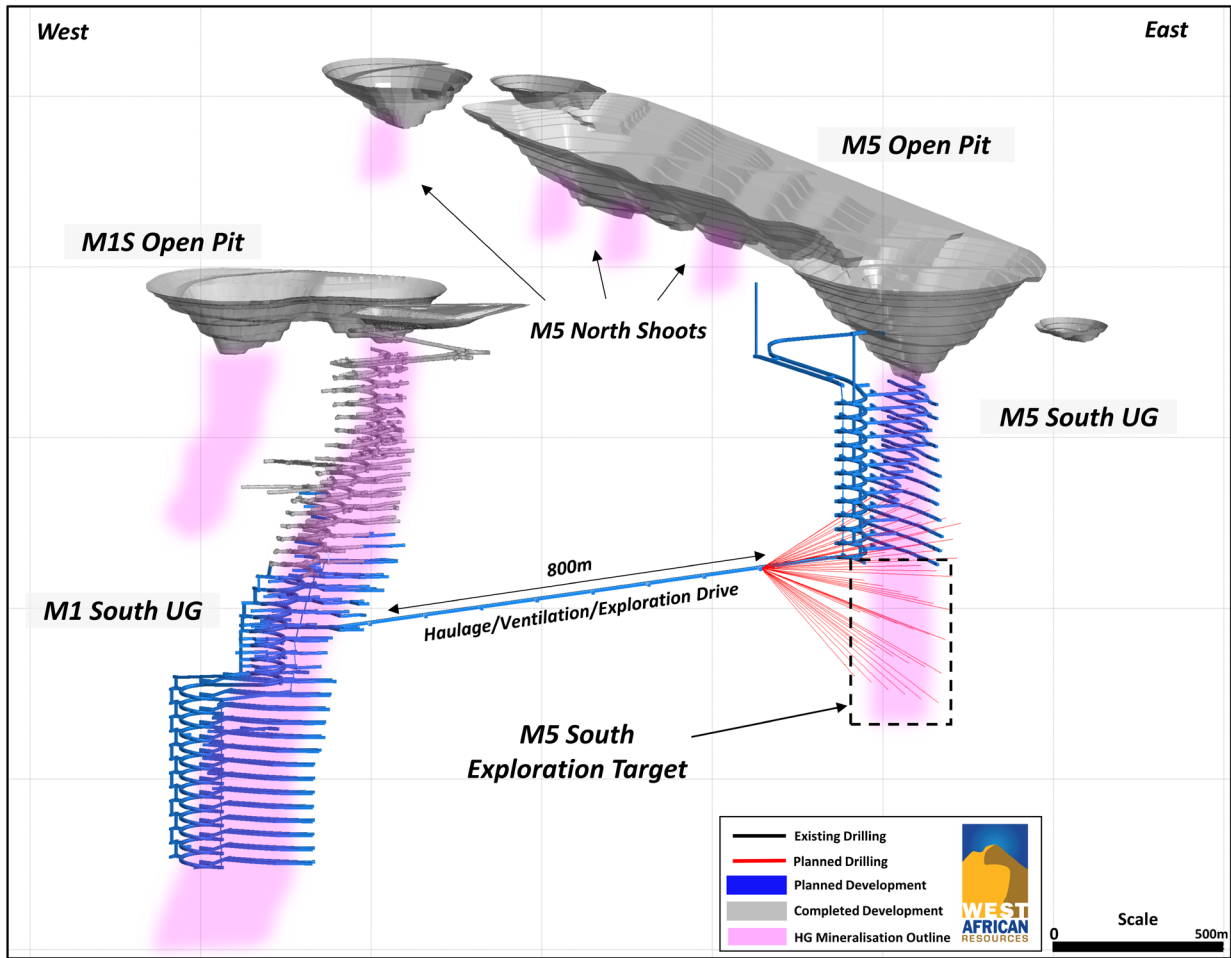 West
East
M5 Open Pit
M1S Open Pit
M5 North Shoots
M5 South UG
800m
Haulage/Ventilation/Exploration Drive
M1 South UG
M5 South
Exploration Target
Existing Drilling
Planned Drilling
Planned Development
Completed Development
HG Mineralisation Outline
WEST
AFRICAN
RESOURCES
Scale
0 500m